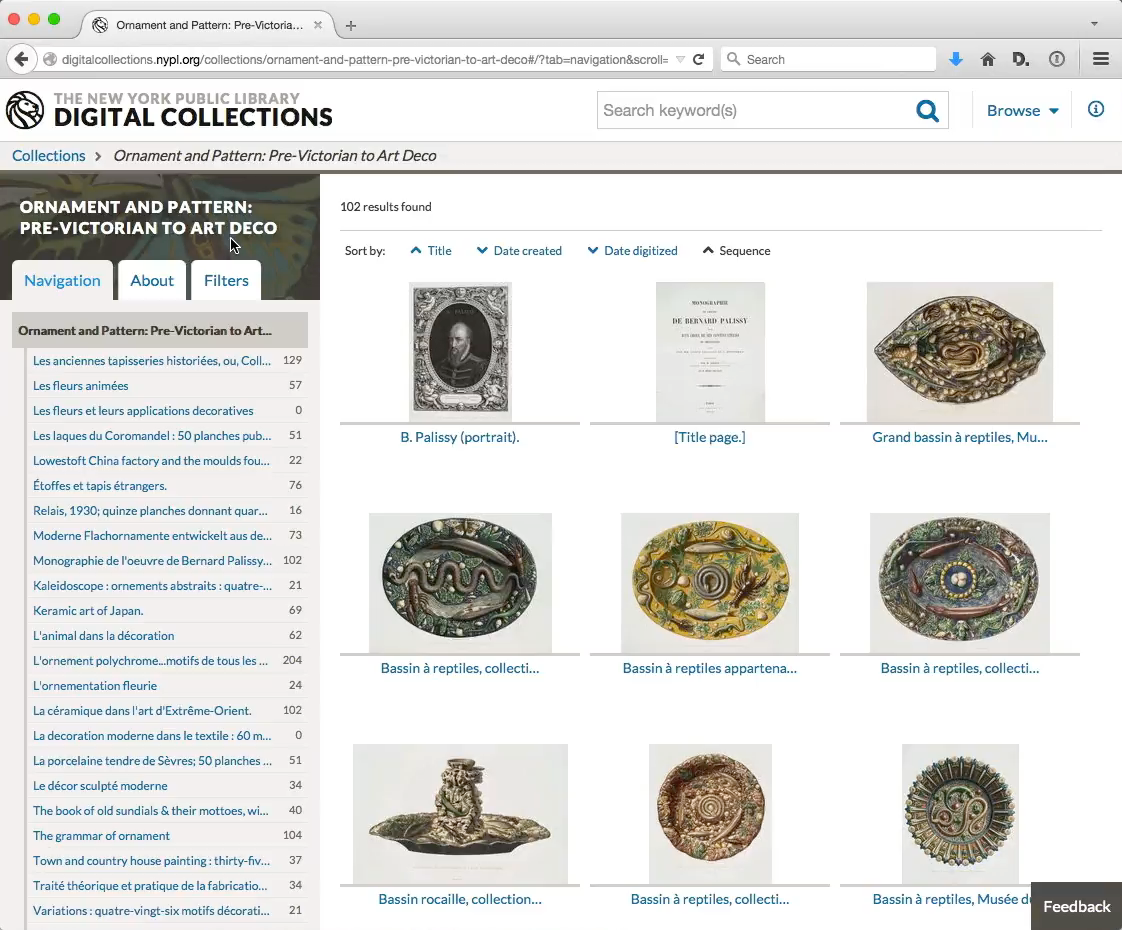 Ornament and Pattern: Pre-Victoria...
digitalcollections.nypl.org/collections/ornament-and-pattern-pre-victorian-to-art-deco#/?tab=navigation&scroll=
Search
D.
THE NEW YORK PUBLIC LIBRARY
DIGITAL COLLECTIONS
Search keyword(s)
Browse
Collections > Ornament and Pattern: Pre-Victorian to Art Deco
ORNAMENT AND PATTERN:
PRE-VICTORIAN TO ART DECO
Navigation About Filters
Ornament and Pattern: Pre-Victorian to Art...
Les anciennes tapisseries historiées, ou, Coll... 129
Les fleurs animées 57
Les fleurs et leurs applications decoratives 0
Les laques du Coromandel : 50 planches pub... 51
Lowestoft China factory and the moulds fou... 22
Étoffes et tapis étrangers. 76
Relais, 1930; quinze planches donnant quar... 16
Moderne Flachornamente entwickelt aus de... 73
Monographie de l'oeuvre de Bernard Palissy... 102
Kaleidoscope : ornements abstraits : quatre-... 21
Keramic art of Japan. 69
L'animal dans la décoration 62
L'ornement polychrome...motifs de tous les ... 204
L'ornementation fleurie 24
La céramique dans l'art d'Extrême-Orient. 102
La decoration moderne dans le textile : 60 m... 0
La porcelaine tendre de Sèvres; 50 planches ... 51
Le décor sculpté moderne 34
The book of old sundials & their mottoes, wi... 40
The grammar of ornament 104
Town and country house painting : thirty-fiv... 37
Traité théorique et pratique de la fabricatio... 34
Variations : quatre-vingt-six motifs décorati... 21
102 results found
Sort by: Title Date created Date digitized Sequence
MONOGRAPHIE
DE BERNARD PALISSY
B. Palissy (portrait).
[Title page.]
Grand bassin à reptiles, Mu...
Bassin à reptiles, collecti...
Bassin à reptiles appartena...
Bassin à reptiles, collecti...
Bassin rocaille, collection...
Bassin à reptiles, collecti...
Bassin à reptiles, Musée d
Feedback